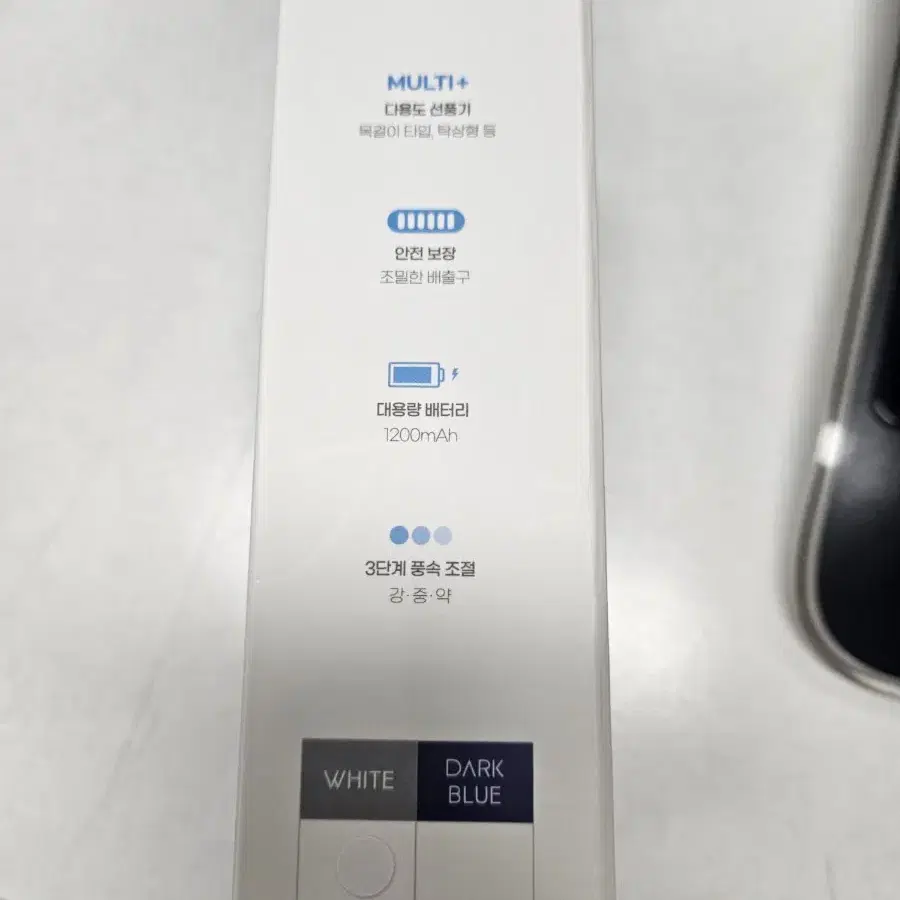 MULTI+
다용도 선풍기
목걸이 타입, 탁상형 등
안전 보장
조밀한 배출구
대용량 배터리
1200mAh
3단계 풍속 조절
강·중·약
WHITE
DARK
BLUE